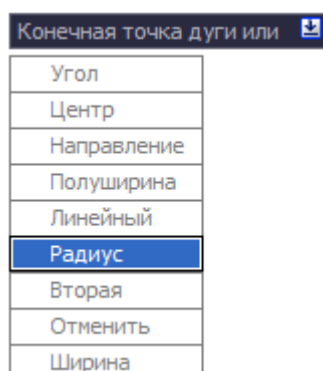 Конечная точка дуги или
Угол
Центр
Направление
Полуширина
Линейный
Радиус
Вторая
Отменить
Ширина